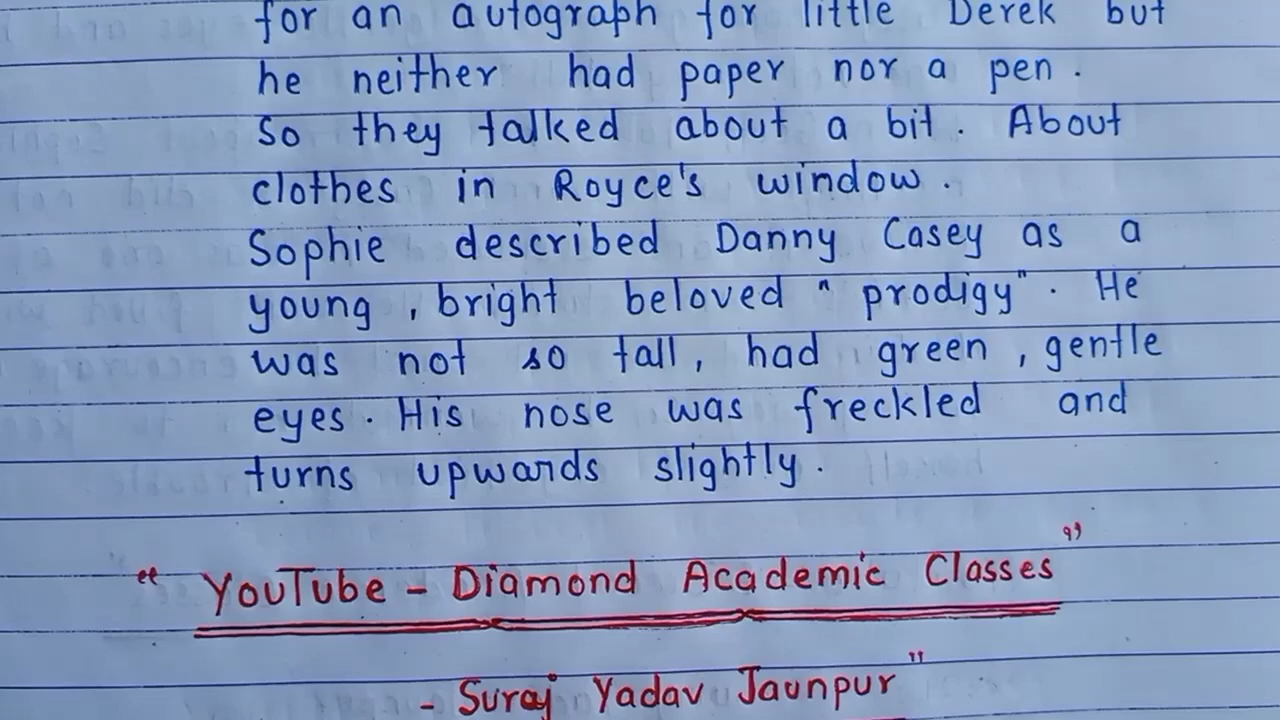 for an autograph for little Derek but
he neither had paper nor a pen.
So they talked about a bit. About
clothes in Royce's window.
Sophie described Danny Casey as a
young, bright beloved "prodigy". He
was not so tall, had green, gentle
eyes. His nose was freckled and
turns upwards slightly.
"YouTube - Diamond Academic Classes"
- Suraj Yadav Jaunpur"